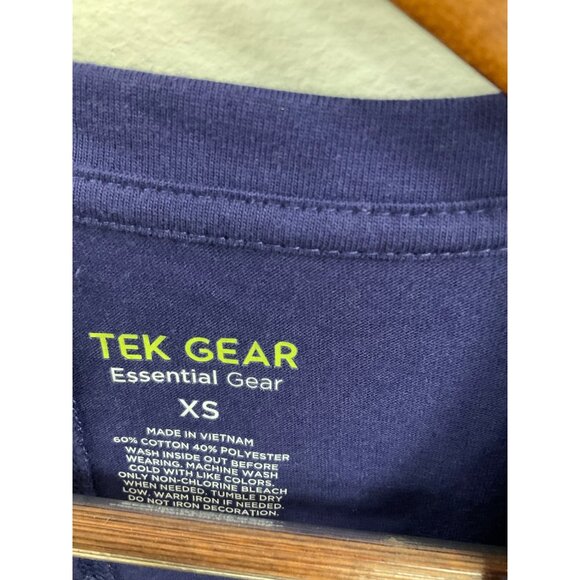 TEK GEAR
Essential Gear
XS
MADE IN VIETNAM
60% COTTON 40% POLYESTER
WASH INSIDE OUT BEFORE
WEARING. MACHINE WASH
COLD WITH LIKE COLORS.
ONLY NON-CHLORINE BLEACH
WHEN NEEDED. TUMBLE DRY
LOW. WARM IRON IF NEEDED.
DO NOT IRON DECORATION.